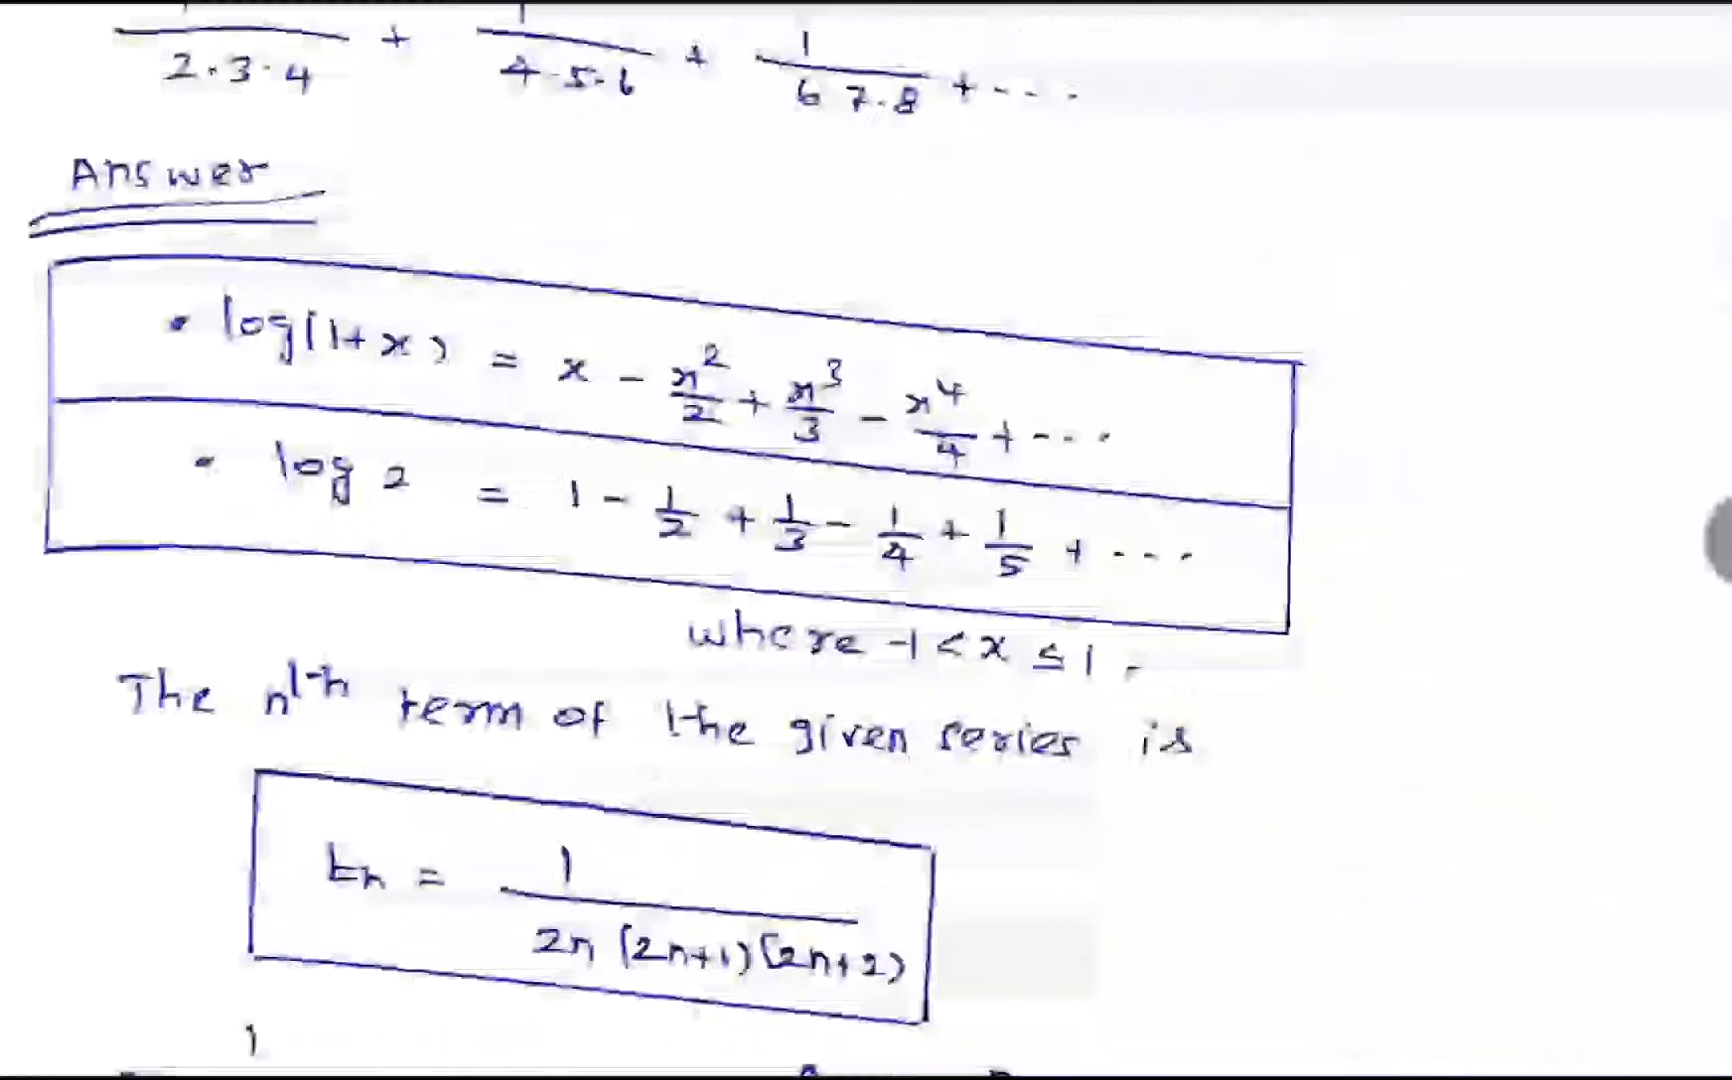 1/(2·3·4) + 1/(4·5·6) + 1/(6 7·8) + ---
Answer
• log(1+x) = x - x²/2 + x³/3 - x⁴/4 + ---
• log 2 = 1 - 1/2 + 1/3 - 1/4 + 1/5 + ---
where -1 < x ≤ 1.
The nth term of the given series is
tn = 1/(2n (2n+1)(2n+2))
1